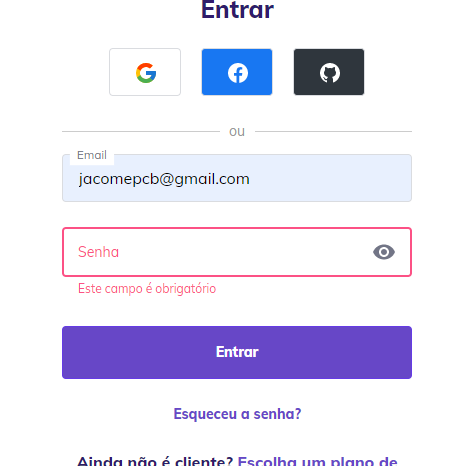 Entrar
ou
Email
jacomepcb@gmail.com
Senha
Este campo é obrigatório
Entrar
Esqueceu a senha?
Ainda não é cliente? Escolha um plano de